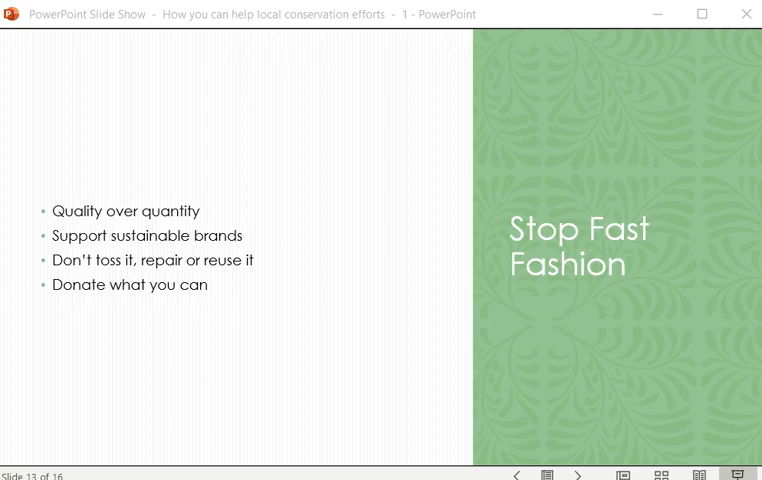 PowerPoint Slide Show - How you can help local conservation efforts - 1 - PowerPoint
• Quality over quantity
• Support sustainable brands
• Don't toss it, repair or reuse it
• Donate what you can
Stop Fast
Fashion
Slide 13 of 16